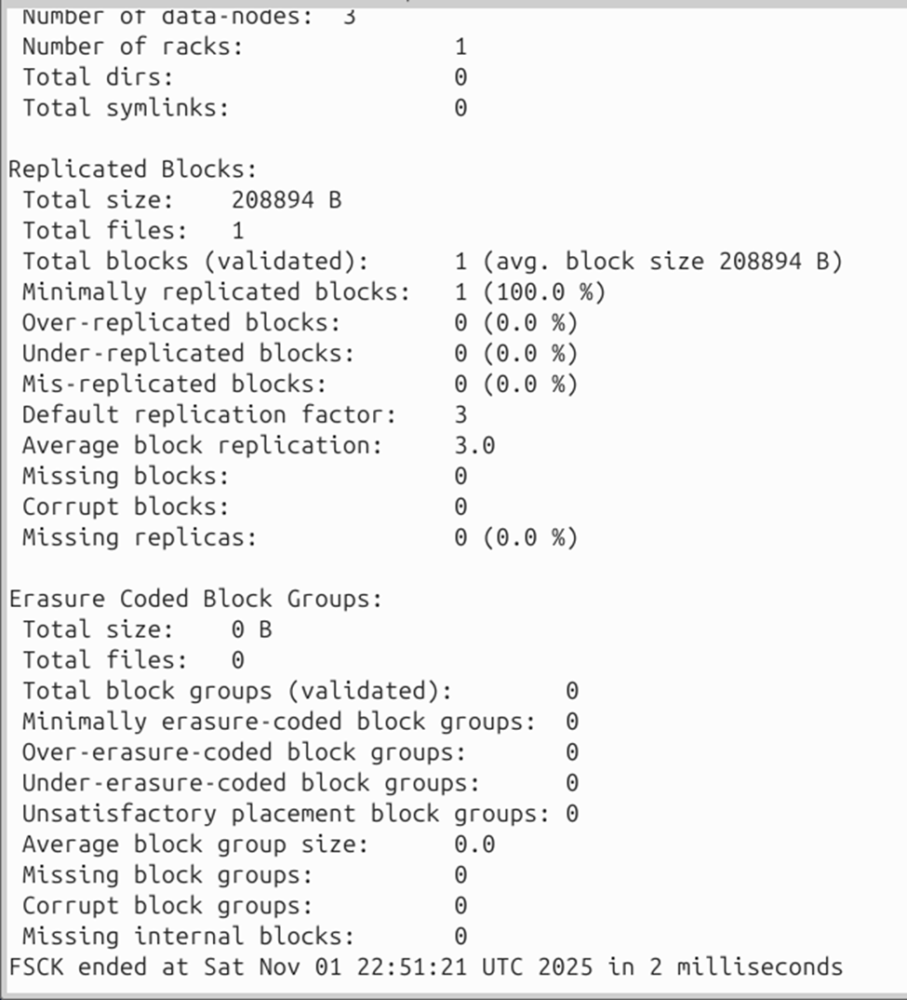 Number of data-nodes: 3
Number of racks: 1
Total dirs: 0
Total symlinks: 0
Replicated Blocks:
Total size: 208894 B
Total files: 1
Total blocks (validated): 1 (avg. block size 208894 B)
Minimally replicated blocks: 1 (100.0 %)
Over-replicated blocks: 0 (0.0 %)
Under-replicated blocks: 0 (0.0 %)
Mis-replicated blocks: 0 (0.0 %)
Default replication factor: 3
Average block replication: 3.0
Missing blocks: 0
Corrupt blocks: 0
Missing replicas: 0 (0.0 %)
Erasure Coded Block Groups:
Total size: 0 B
Total files: 0
Total block groups (validated): 0
Minimally erasure-coded block groups: 0
Over-erasure-coded block groups: 0
Under-erasure-coded block groups: 0
Unsatisfactory placement block groups: 0
Average block group size: 0.0
Missing block groups: 0
Corrupt block groups: 0
Missing internal blocks: 0
FSCK ended at Sat Nov 01 22:51:21 UTC 2025 in 2 milliseconds